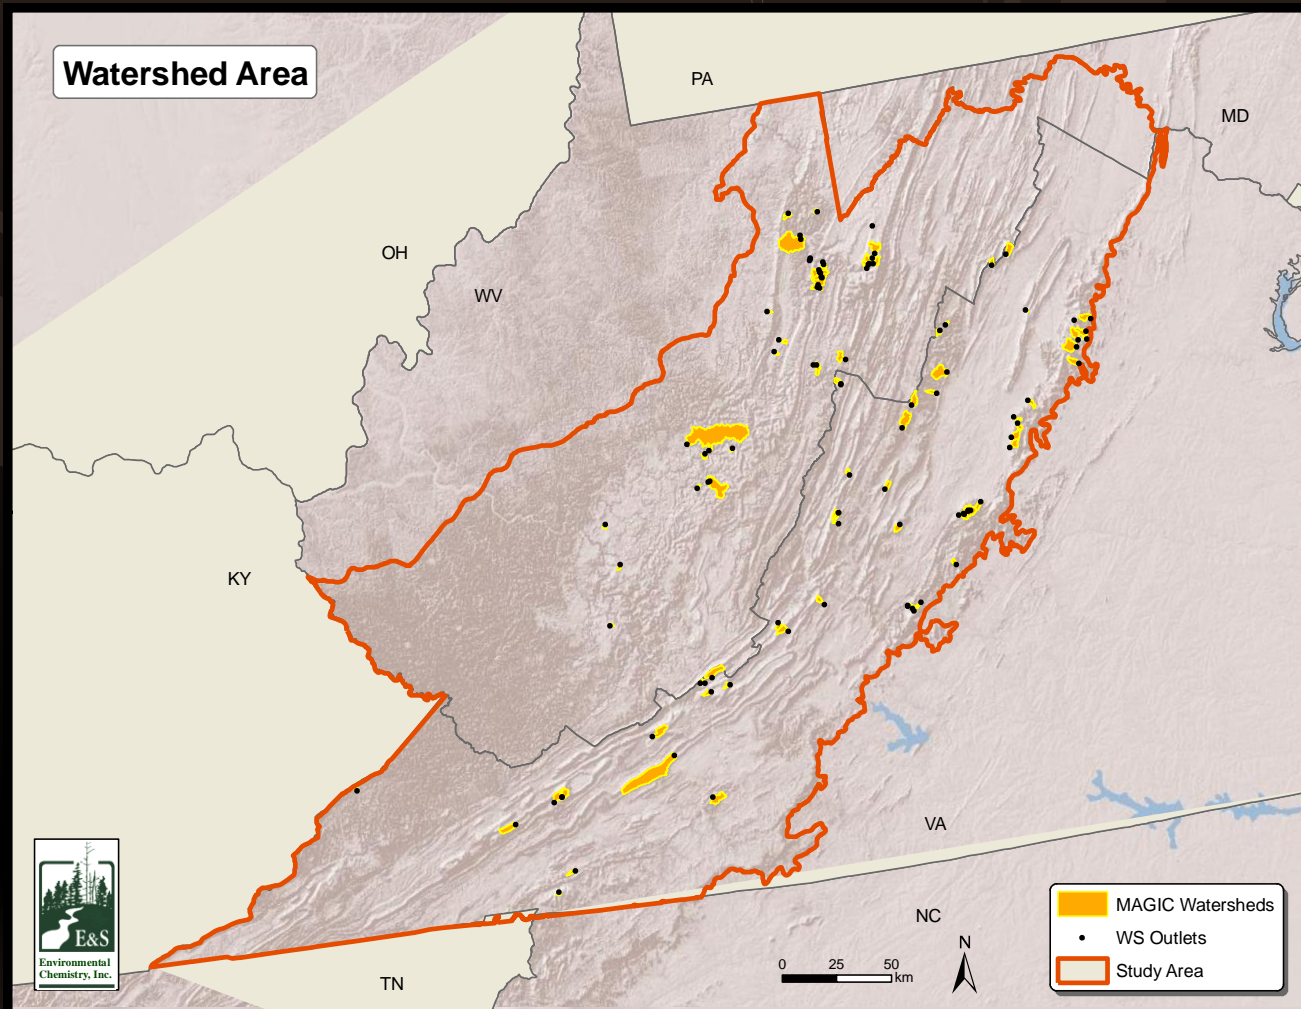 Watershed Area
PA
MD
OH
WV
KY
VA
NC
TN
E&S
Environmental
Chemistry, Inc.
N
0 25 50
km
MAGIC Watersheds
WS Outlets
Study Area